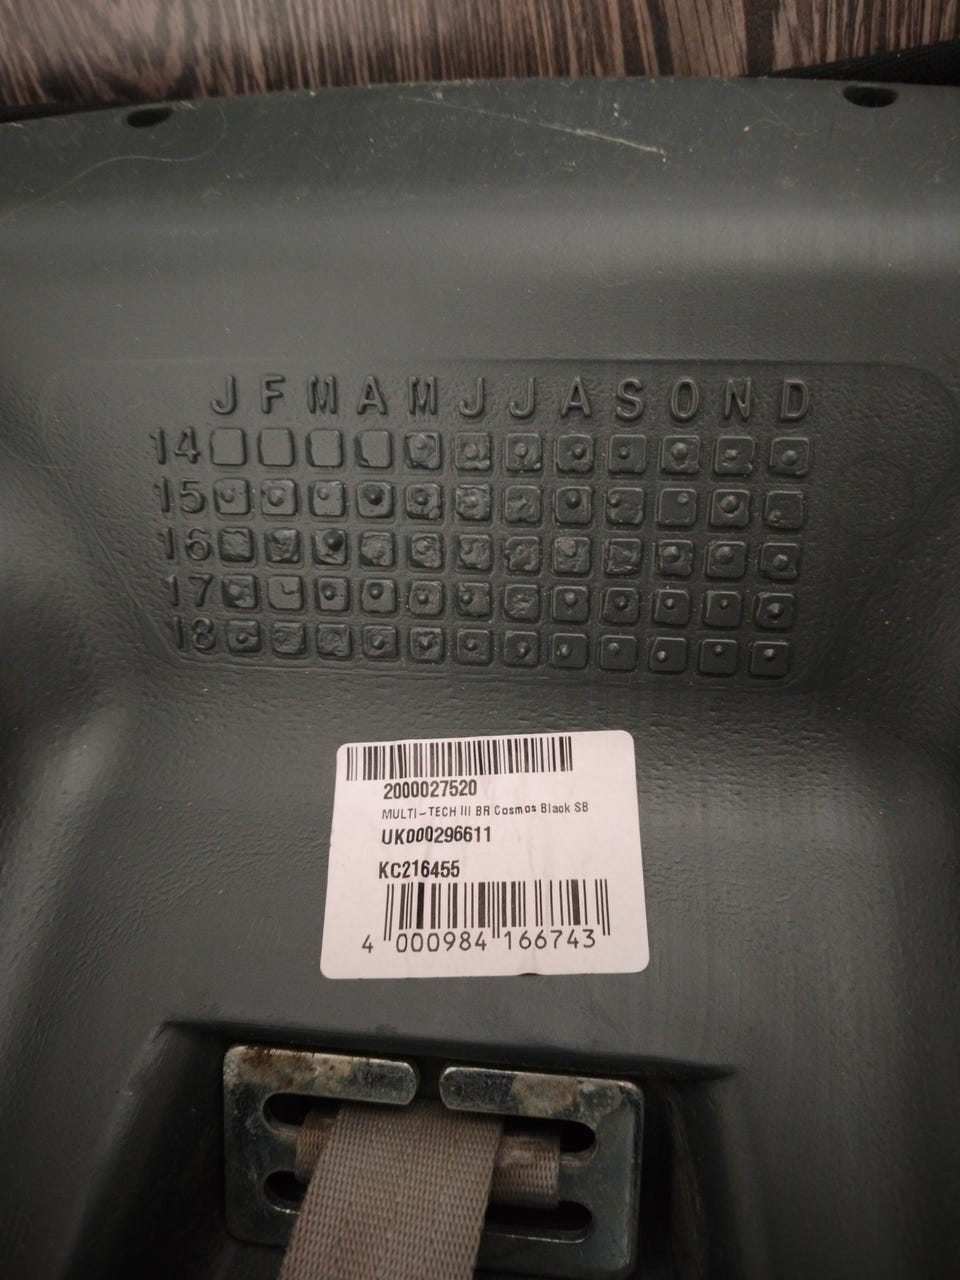 J F M A M J J A S O N D
14
15
16
17
18
2000027520
MULTI-TECH III BR Cosmos Black SB
UK000296611
KC216455
4 000984 166743